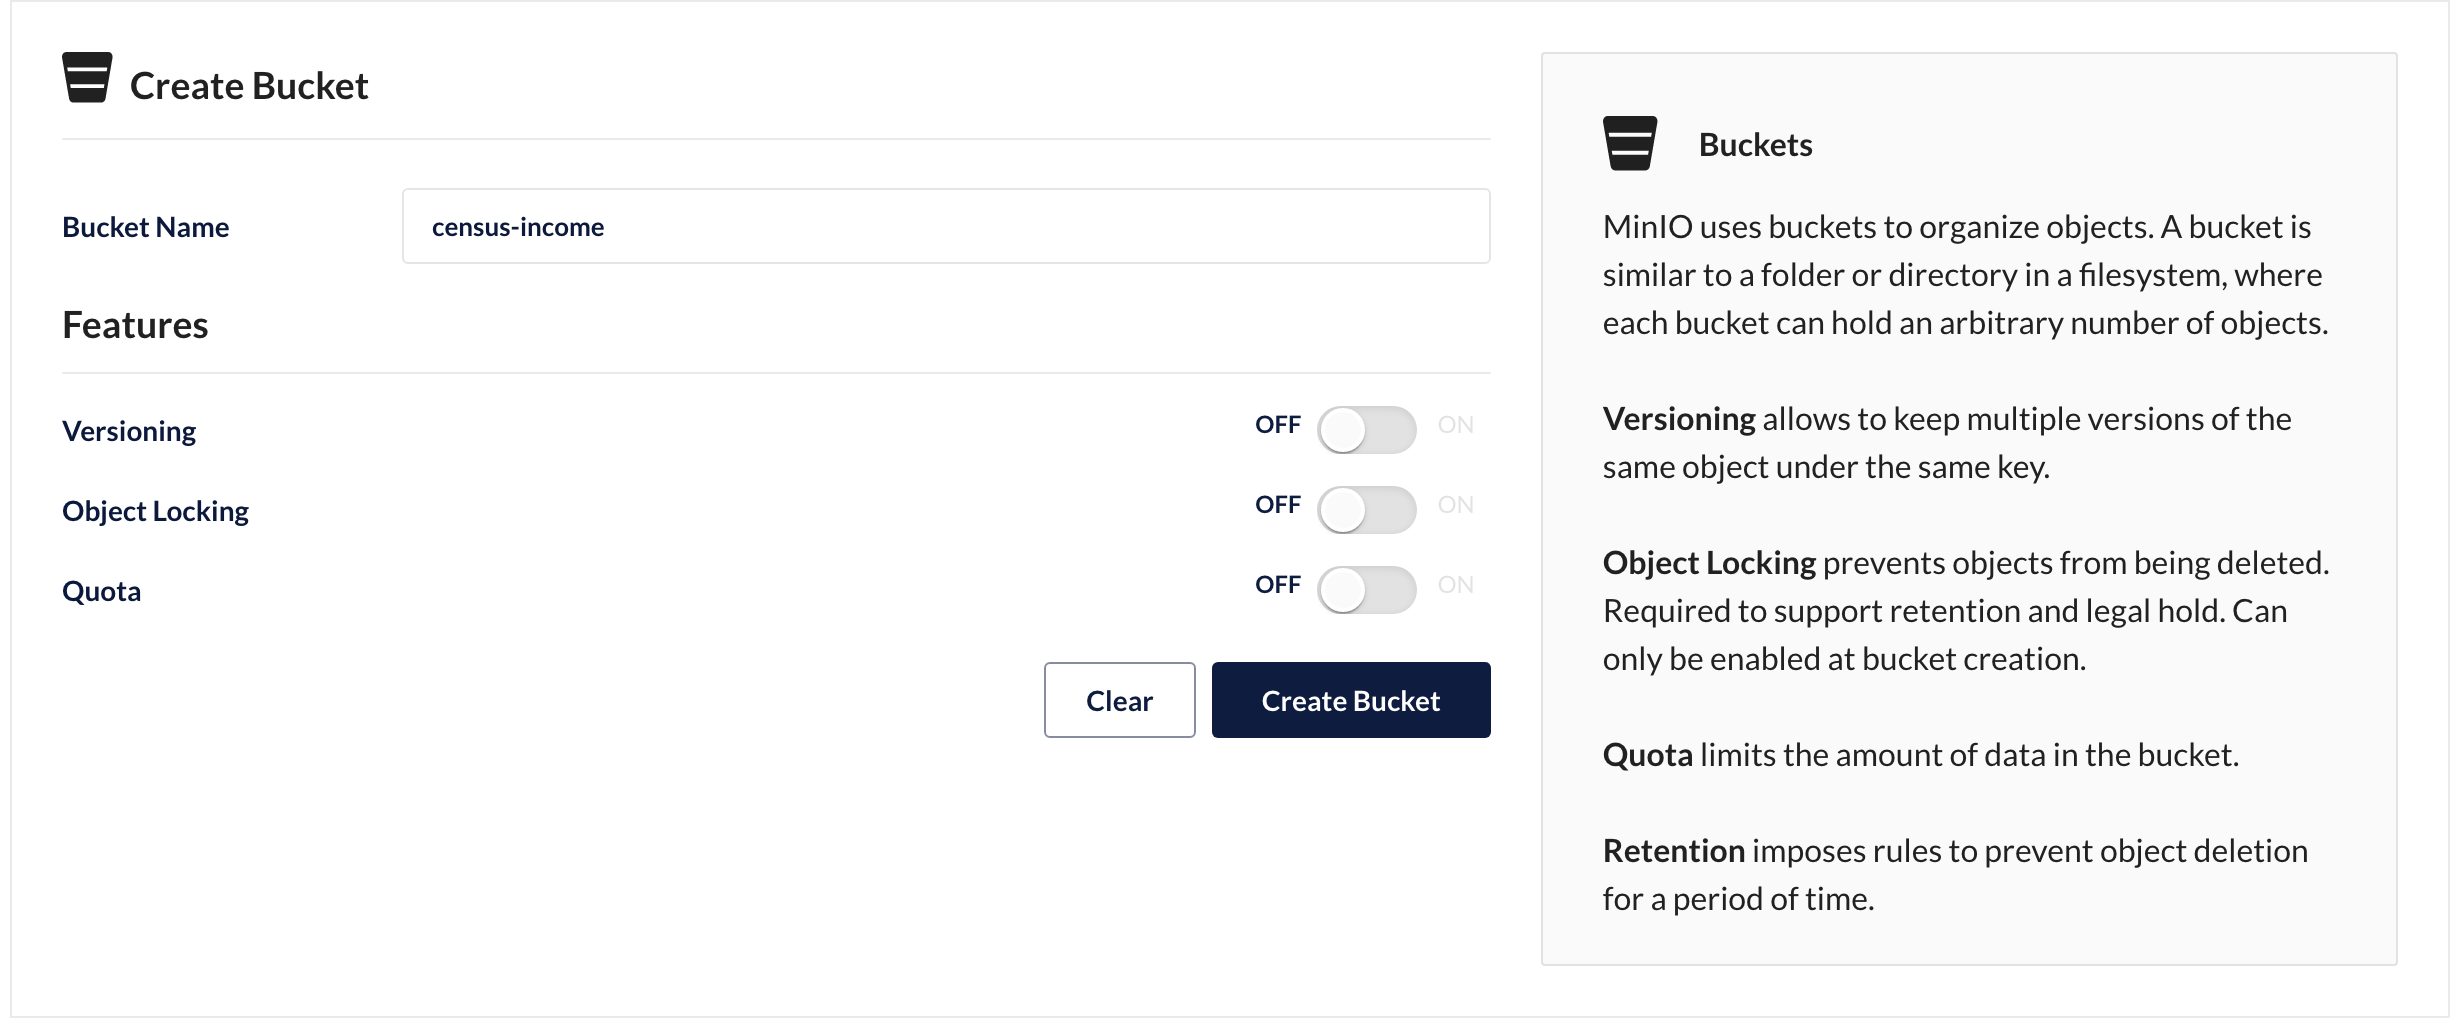 Create Bucket
Bucket Name
census-income
Features
Versioning
OFF
ON
Object Locking
OFF
ON
Quota
OFF
ON
Clear
Create Bucket
Buckets
MinIO uses buckets to organize objects. A bucket is
similar to a folder or directory in a filesystem, where
each bucket can hold an arbitrary number of objects.
Versioning allows to keep multiple versions of the
same object under the same key.
Object Locking prevents objects from being deleted.
Required to support retention and legal hold. Can
only be enabled at bucket creation.
Quota limits the amount of data in the bucket.
Retention imposes rules to prevent object deletion
for a period of time.